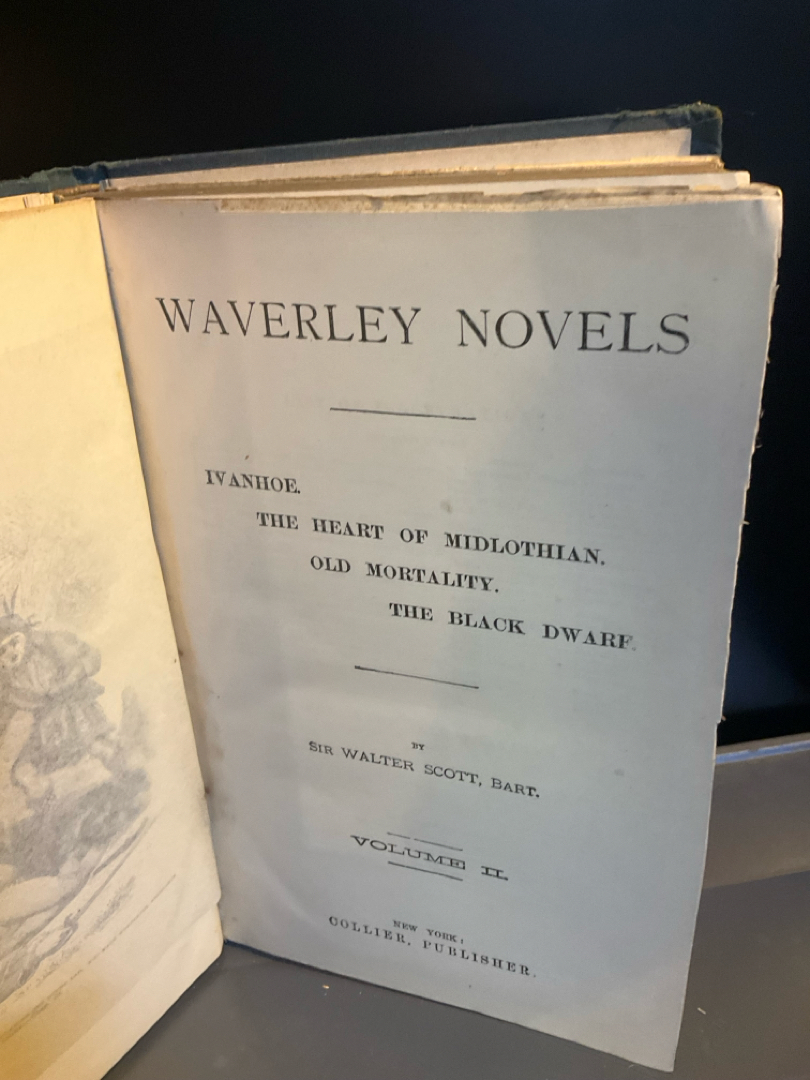 WAVERLEY NOVELS
IVANHOE.
THE HEART OF MIDLOTHIAN.
OLD MORTALITY.
THE BLACK DWARF.
BY
SIR WALTER SCOTT, BART.
VOLUME II.
NEW YORK:
COLLIER, PUBLISHER.